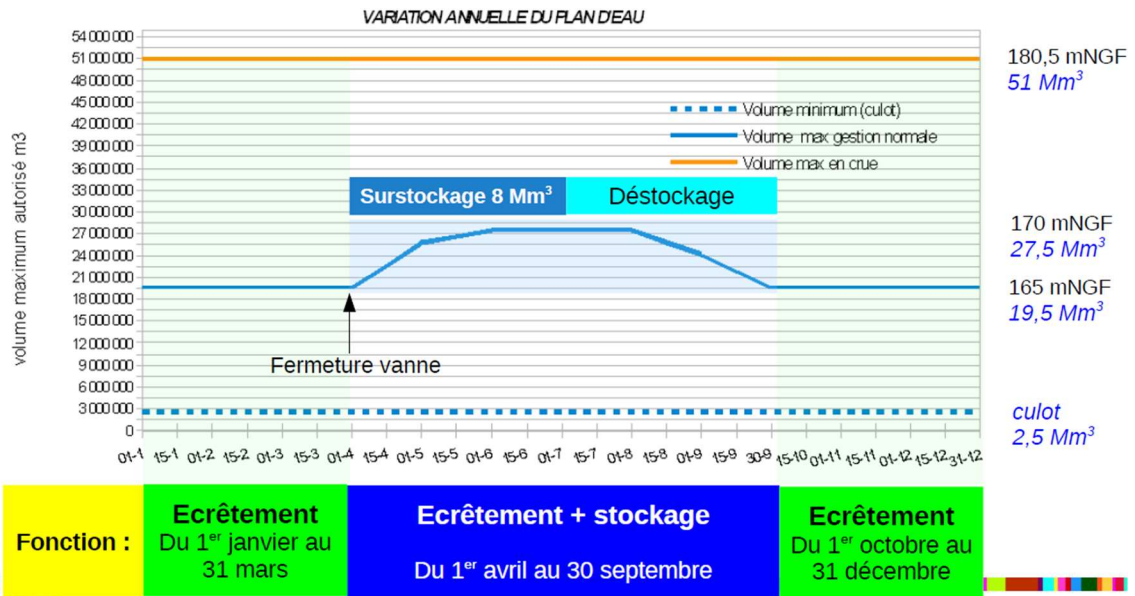 VARIATION ANNUELLE DU PLAN D'EAU
volume maximum autorisé m3
54 000 000
51 000 000
48 000 000
45 000 000
42 000 000
39 000 000
36 000 000
33 000 000
30 000 000
27 000 000
24 000 000
21 000 000
18 000 000
15 000 000
12 000 000
9 000 000
6 000 000
3 000 000
0
Volume minimum (culot)
Volume max gestion normale
Volume max en crue
Surstockage 8 Mm³
Déstockage
Fermeture vanne
180,5 mNGF
51 Mm³
170 mNGF
27,5 Mm³
165 mNGF
19,5 Mm³
culot
2,5 Mm³
01-1 15-1 01-2 15-2 01-3 15-3 01-4 15-4 01-5 15-5 01-6 15-6 01-7 15-7 01-8 15-8 01-9 15-9 30-9 15-10 01-11 15-11 01-12 15-12 31-12
Fonction :
Ecrêtement
Du 1er janvier au
31 mars
Ecrêtement + stockage
Du 1er avril au 30 septembre
Ecrêtement
Du 1er octobre au
31 décembre